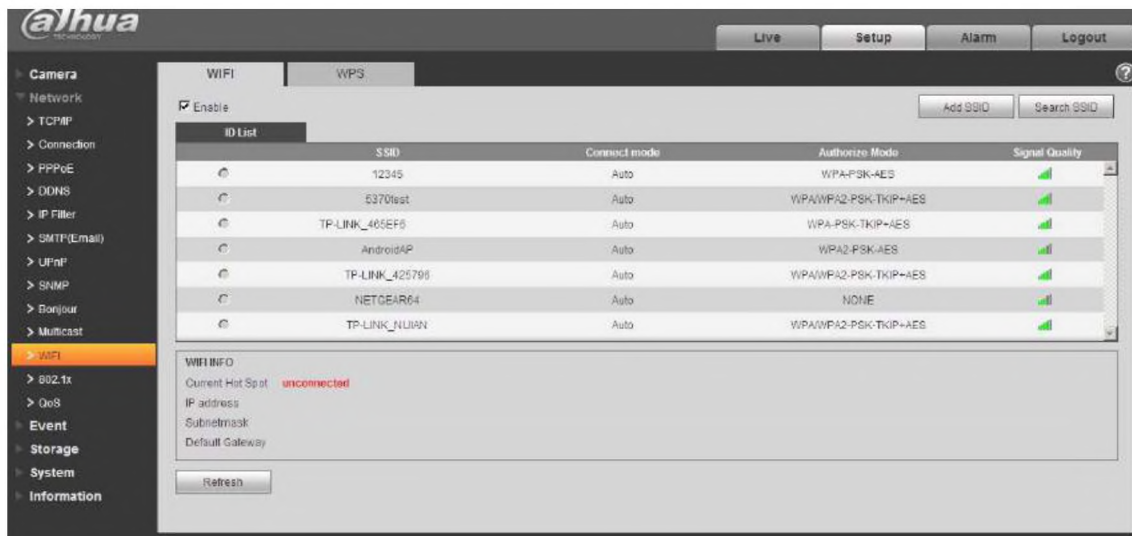 alhua
TECHNOLOGY
Live Setup Alarm Logout
Camera
Network
> TCP/IP
> Connection
> PPPoE
> DDNS
> IP Filter
> SMTP(Email)
> UPnP
> SNMP
> Bonjour
> Multicast
> WIFI
> 802.1x
> QoS
Event
Storage
System
Information
WIFI WPS
Enable
Add SSID Search SSID
ID List
SSID Connect mode Authorize Mode Signal Quality
12345 Auto WPA-PSK-AES
5370test Auto WPA/WPA2-PSK-TKIP+AES
TP-LINK_465EF6 Auto WPA-PSK-TKIP+AES
AndroidAP Auto WPA2-PSK-AES
TP-LINK_425796 Auto WPA/WPA2-PSK-TKIP+AES
NETGEAR64 Auto NONE
TP-LINK_NIJIAN Auto WPA/WPA2-PSK-TKIP+AES
WIFI INFO
Current Hot Spot unconnected
IP address
Subnetmask
Default Gateway
Refresh